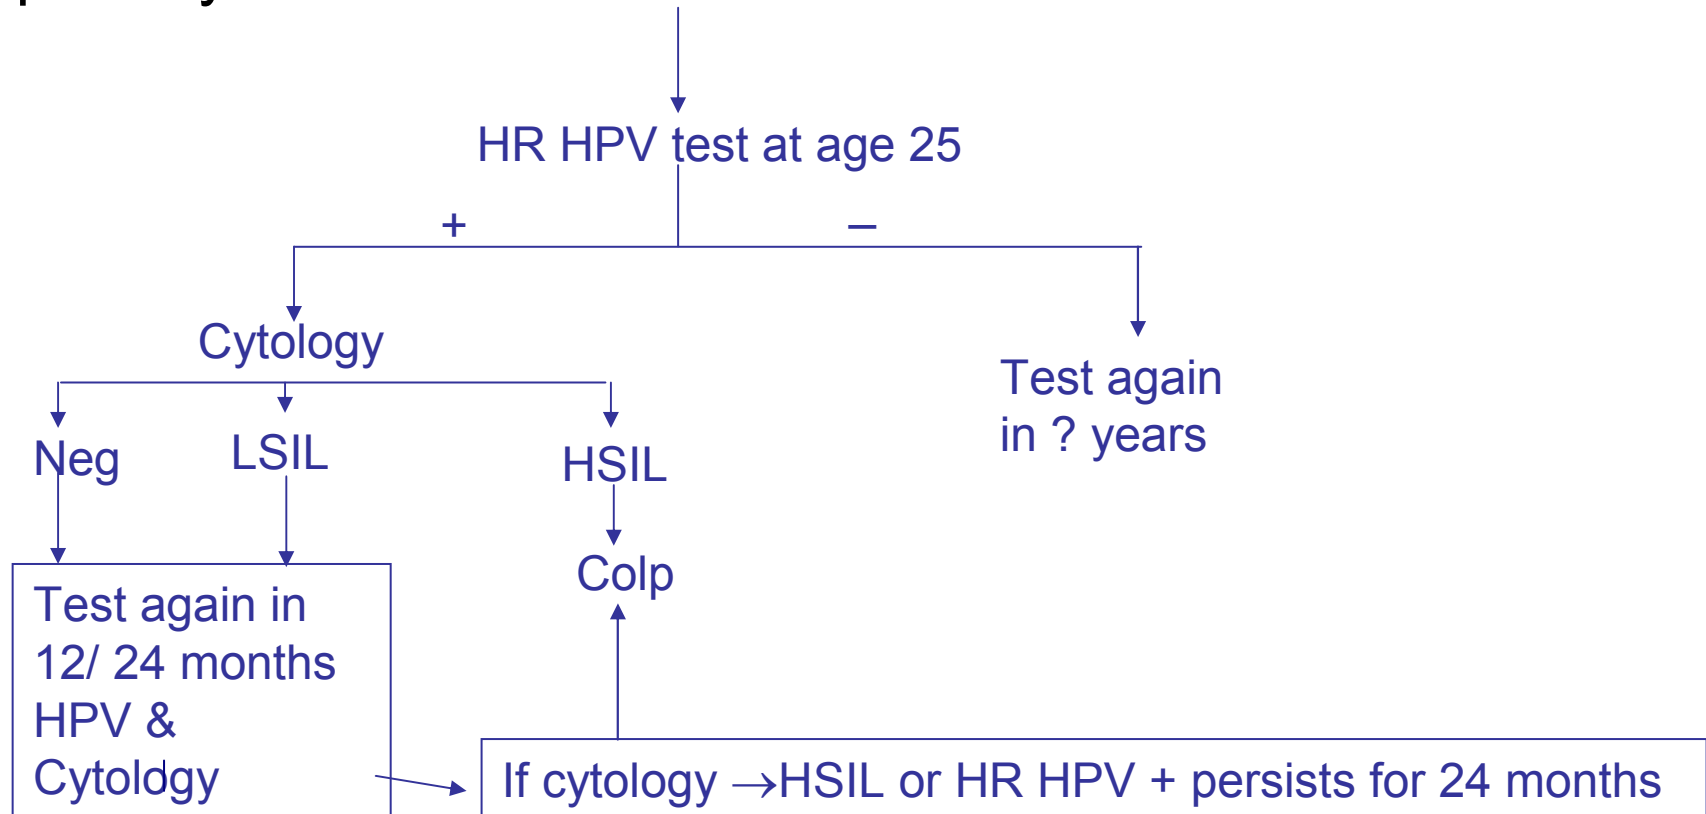 HR HPV test at age 25
+
–
Cytology
Test again
in ? years
Neg
LSIL
HSIL
Colp
Test again in
12/ 24 months
HPV &
Cytology
If cytology →HSIL or HR HPV + persists for 24 months